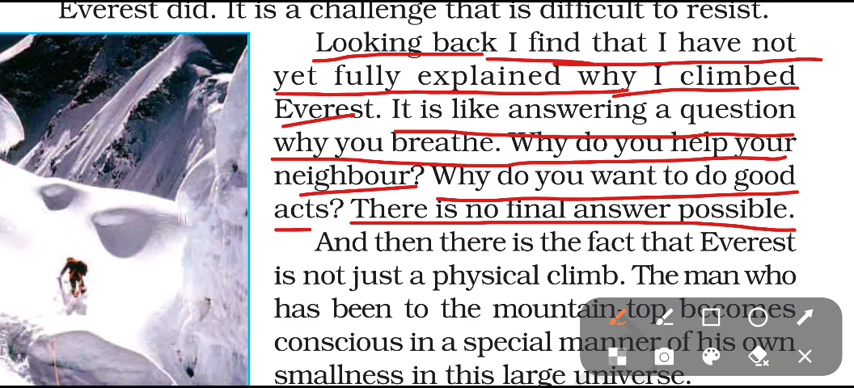 Everest did. It is a challenge that is difficult to resist.
Looking back I find that I have not
yet fully explained why I climbed
Everest. It is like answering a question
why you breathe. Why do you help your
neighbour? Why do you want to do good
acts? There is no final answer possible.
And then there is the fact that Everest
is not just a physical climb. The man who
has been to the mountain-top becomes
conscious in a special manner of his own
smallness in this large universe.